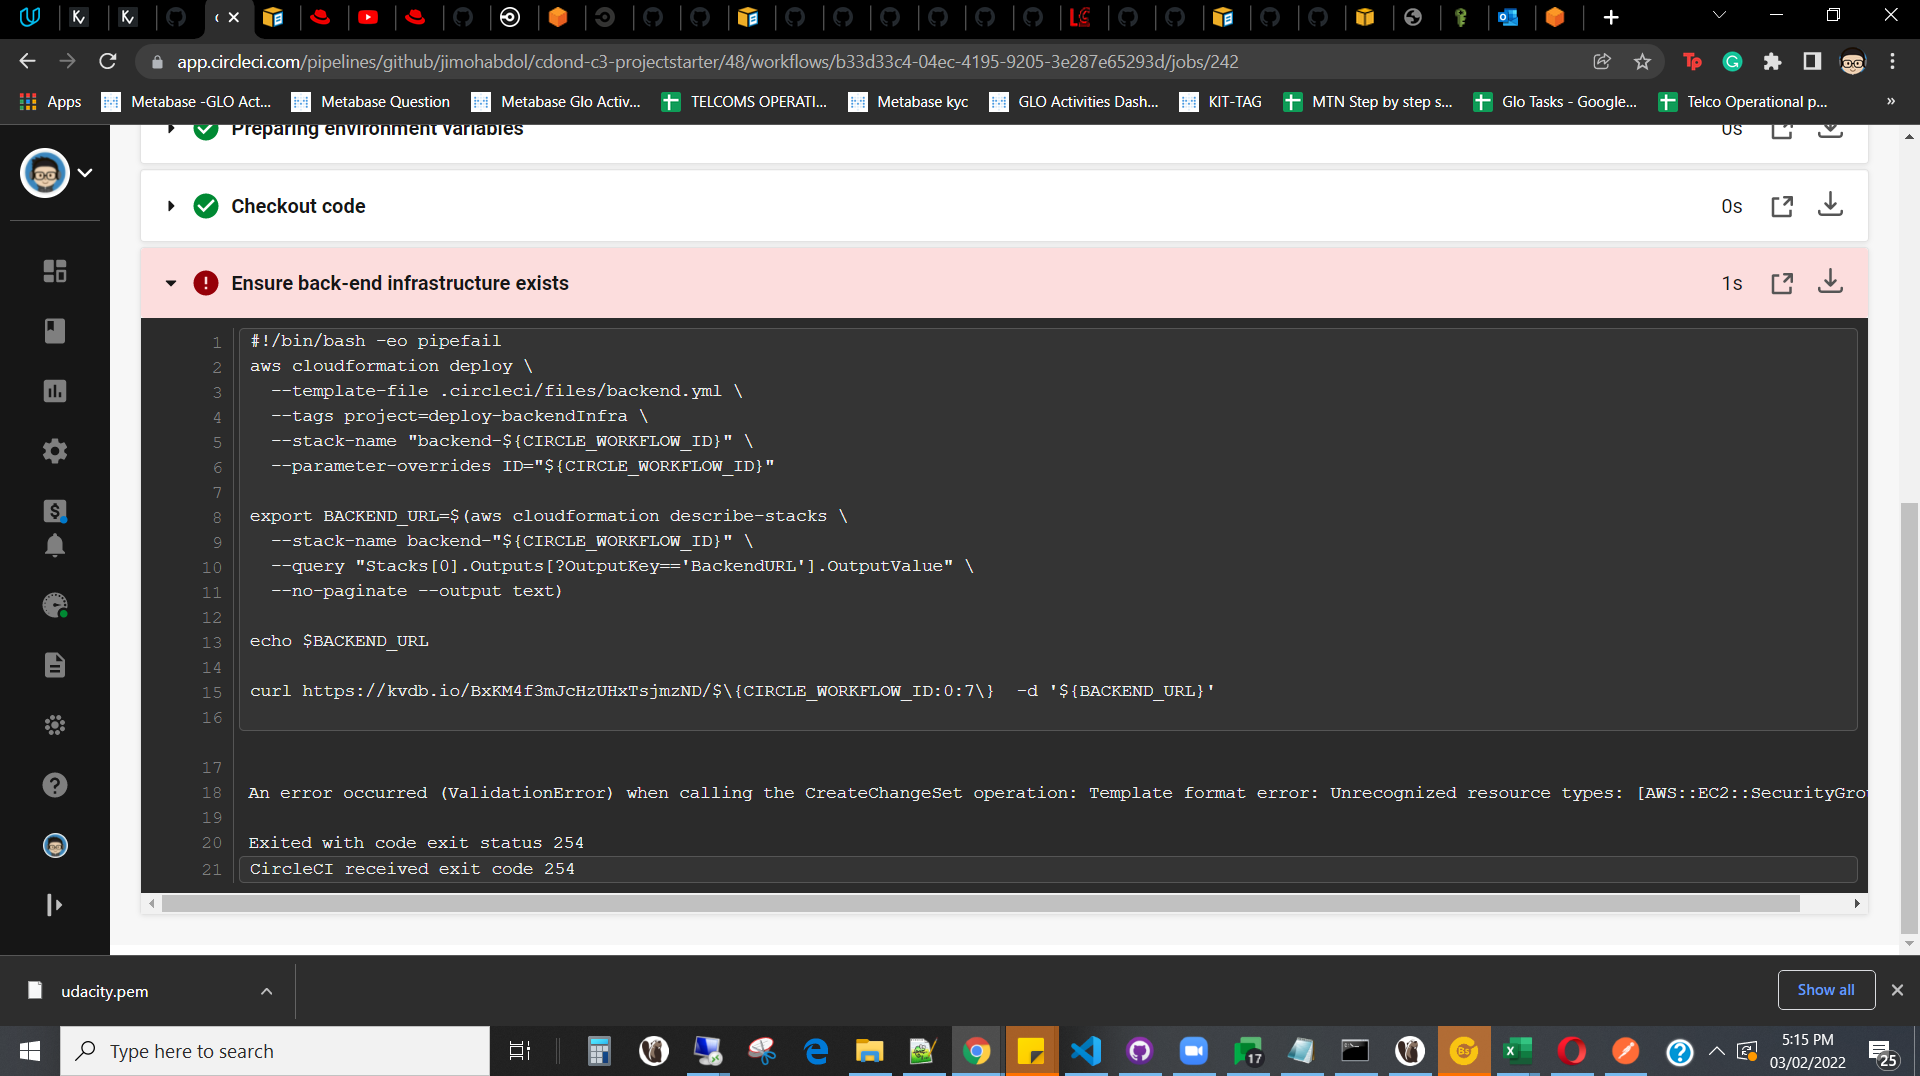 app.circleci.com/pipelines/github/jimohabdol/cdond-c3-projectstarter/48/workflows/b33d33c4-04ec-4195-9205-3e287e65293d/jobs/242
Apps
Metabase -GLO Act...
Metabase Question
Metabase Glo Activ...
TELCOMS OPERATI...
Metabase kyc
GLO Activities Dash...
KIT-TAG
MTN Step by step s...
Glo Tasks - Google...
Telco Operational p...
»
Preparing environment variables 0s
Checkout code 0s
Ensure back-end infrastructure exists 1s
1 #!/bin/bash -eo pipefail
2 aws cloudformation deploy \
3 --template-file .circleci/files/backend.yml \
4 --tags project=deploy-backendInfra \
5 --stack-name "backend-${CIRCLE_WORKFLOW_ID}" \
6 --parameter-overrides ID="${CIRCLE_WORKFLOW_ID}"
7
8 export BACKEND_URL=$(aws cloudformation describe-stacks \
9 --stack-name backend-"${CIRCLE_WORKFLOW_ID}" \
10 --query "Stacks[0].Outputs[?OutputKey=='BackendURL'].OutputValue" \
11 --no-paginate --output text)
12
13 echo $BACKEND_URL
14
15 curl https://kvdb.io/BxKM4f3mJcHzUHxTsjmzND/$\{CIRCLE_WORKFLOW_ID:0:7\}  -d '${BACKEND_URL}'
16
17
18 An error occurred (ValidationError) when calling the CreateChangeSet operation: Template format error: Unrecognized resource types: [AWS::EC2::SecurityGro
19
20 Exited with code exit status 254
21 CircleCI received exit code 254
udacity.pem
Show all
Type here to search
17
5:15 PM
03/02/2022
25